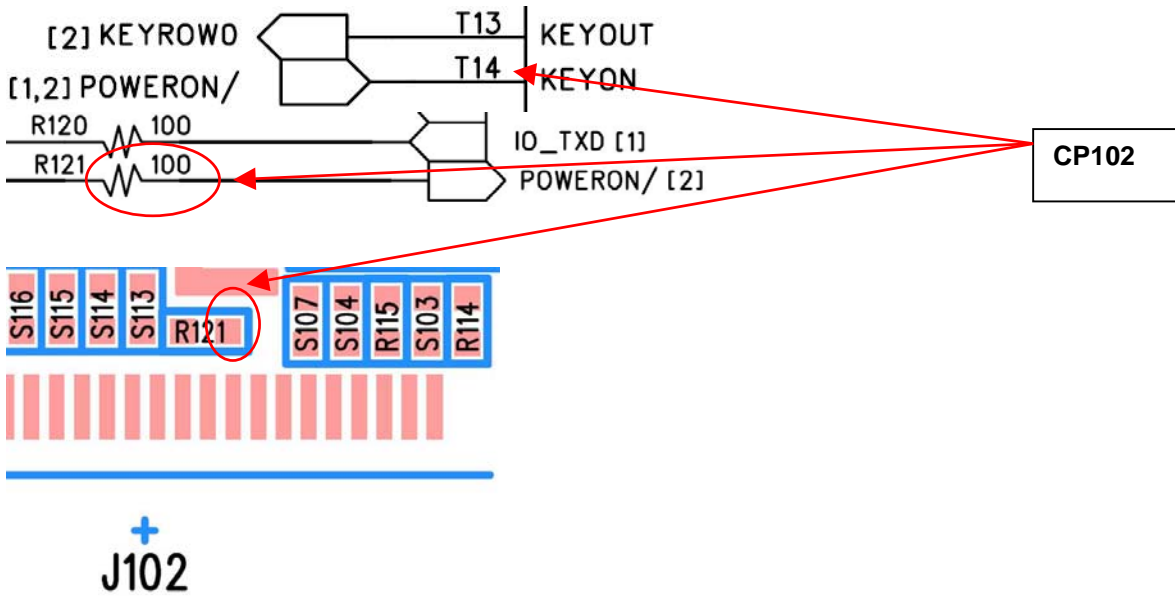 [2] KEYROW0 T13 KEYOUT
[1,2] POWERON/ T14 KEYON
R120 100 IO_TXD [1]
R121 100 POWERON/ [2]
CP102
S116 S115 S114 S113 R121 S107 S104 R115 S103 R114
J102